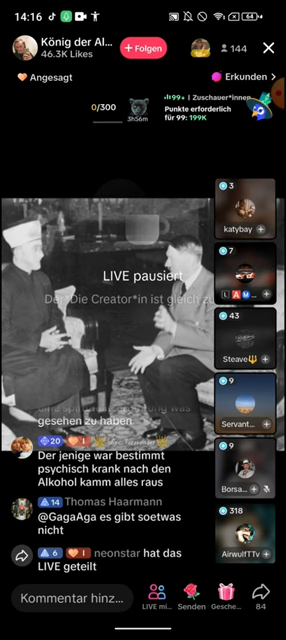 14:16
64
König der Al...
46.3K Likes
+ Folgen
144
Angesagt
Erkunden >
0/300
3h56m
99+ | Zuschauer*innen
Punkte erforderlich
für 99: 199K
3
katybay
7
LIVE pausiert
Der*Die Creator*in ist gleich zu
43
Steave
9
Servant...
gesehen zu haben
20
1
Der jenige war bestimmt
psychisch krank nach den
Alkohol kamm alles raus
9
Borsa...
14 Thomas Haarmann
@GagaAga es gibt soetwas
nicht
318
AirwulfTTv
6 1 neonstar hat das
LIVE geteilt
Kommentar hinz...
LIVE mi...
Senden
Gesche...
84